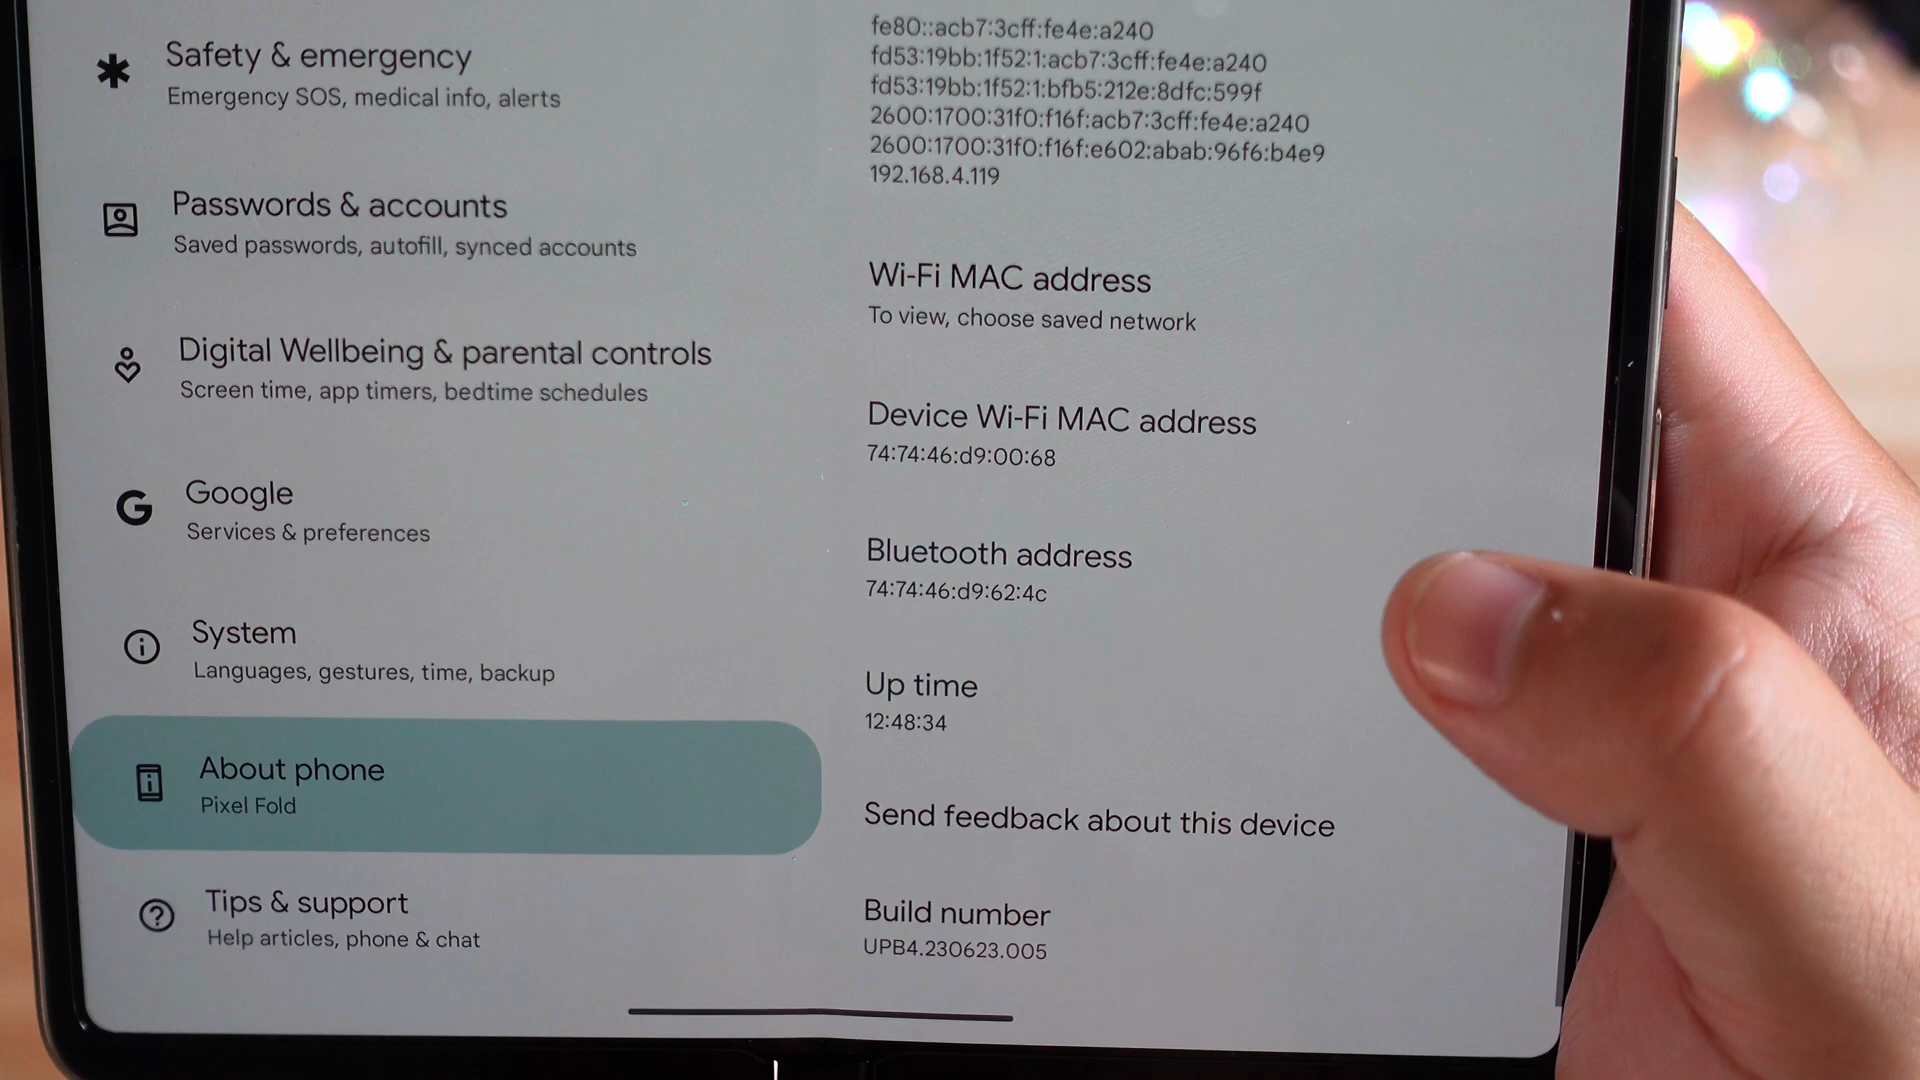 Safety & emergency
Emergency SOS, medical info, alerts
Passwords & accounts
Saved passwords, autofill, synced accounts
Digital Wellbeing & parental controls
Screen time, app timers, bedtime schedules
Google
Services & preferences
System
Languages, gestures, time, backup
About phone
Pixel Fold
Tips & support
Help articles, phone & chat
fe80::acb7:3cff:fe4e:a240
fd53:19bb:1f52:1:acb7:3cff:fe4e:a240
fd53:19bb:1f52:1:bfb5:212e:8dfc:599f
2600:1700:31f0:f16f:acb7:3cff:fe4e:a240
2600:1700:31f0:f16f:e602:abab:96f6:b4e9
192.168.4.119
Wi-Fi MAC address
To view, choose saved network
Device Wi-Fi MAC address
74:74:46:d9:00:68
Bluetooth address
74:74:46:d9:62:4c
Up time
12:48:34
Send feedback about this device
Build number
UPB4.230623.005